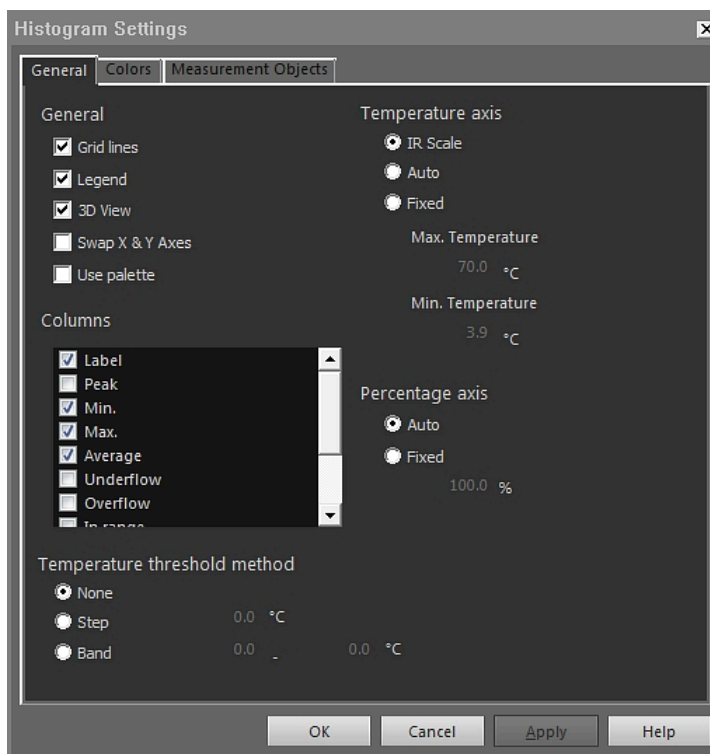 Histogram Settings
General
Colors
Measurement Objects
General
Grid lines
Legend
3D View
Swap X & Y Axes
Use palette
Columns
Label
Peak
Min.
Max.
Average
Underflow
Overflow
In range
Temperature axis
IR Scale
Auto
Fixed
Max. Temperature
70.0 °C
Min. Temperature
3.9 °C
Percentage axis
Auto
Fixed
100.0 %
Temperature threshold method
None
Step 0.0 °C
Band 0.0 - 0.0 °C
OK
Cancel
Apply
Help